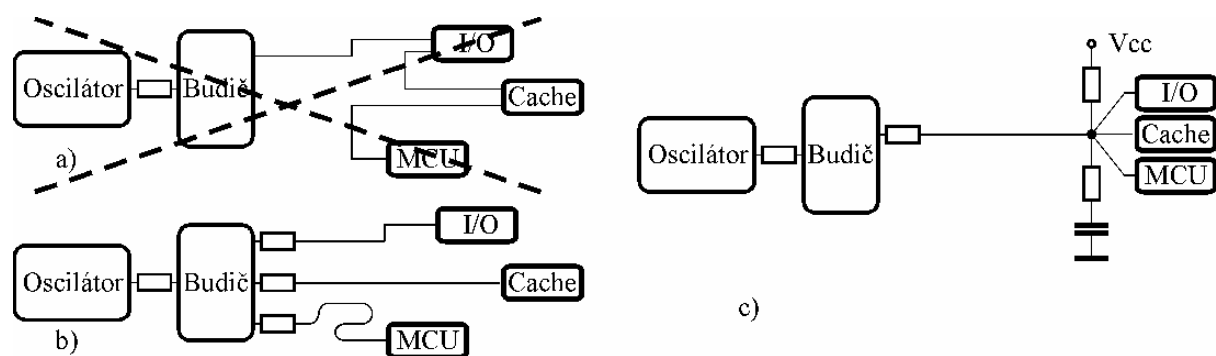 Oscilátor
Budič
I/O
Cache
MCU
a)
Oscilátor
Budič
I/O
Cache
MCU
b)
Vcc
Oscilátor
Budič
I/O
Cache
MCU
c)